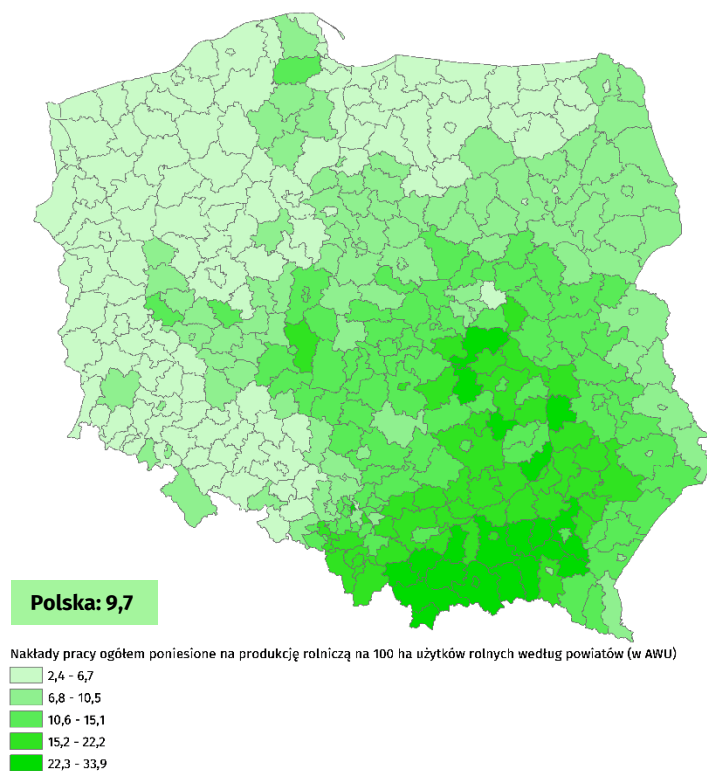 Polska: 9,7
Nakłady pracy ogółem poniesione na produkcję rolniczą na 100 ha użytków rolnych według powiatów (w AWU)
2,4 - 6,7
6,8 - 10,5
10,6 - 15,1
15,2 - 22,2
22,3 - 33,9